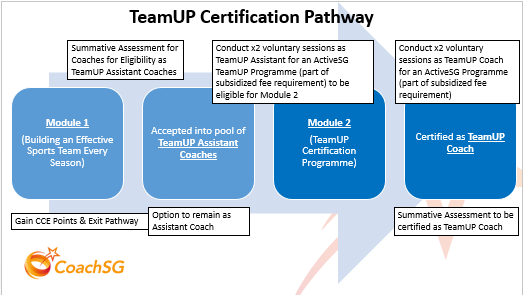 TeamUP Certification Pathway
Summative Assessment for
Coaches for Eligibility as
TeamUP Assistant Coaches
Conduct x2 voluntary sessions as
TeamUP Assistant for an ActiveSG
TeamUP Programme (part of
subsidized fee requirement) to be
eligible for Module 2
Conduct x2 voluntary
sessions as TeamUP Coach
for an ActiveSG Programme
(part of subsidized fee
requirement)
Module 1
(Building an Effective
Sports Team Every
Season)
Accepted into pool of
TeamUP Assistant
Coaches
Module 2
(TeamUP
Certification
Programme)
Certified as TeamUP
Coach
Gain CCE Points & Exit Pathway
Option to remain as
Assistant Coach
Summative Assessment to be
certified as TeamUP Coach
CoachSG